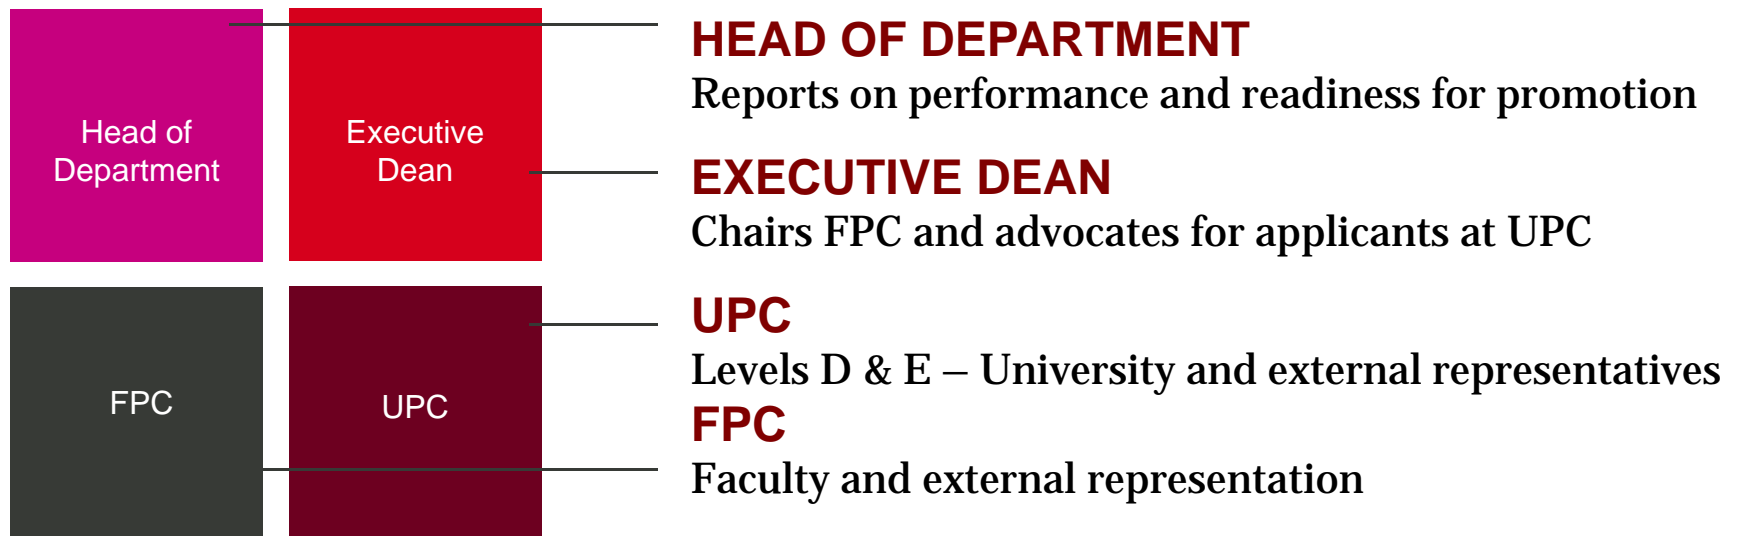 Head of
Department
Executive
Dean
FPC
UPC
HEAD OF DEPARTMENT
Reports on performance and readiness for promotion
EXECUTIVE DEAN
Chairs FPC and advocates for applicants at UPC
UPC
Levels D & E – University and external representatives
FPC
Faculty and external representation